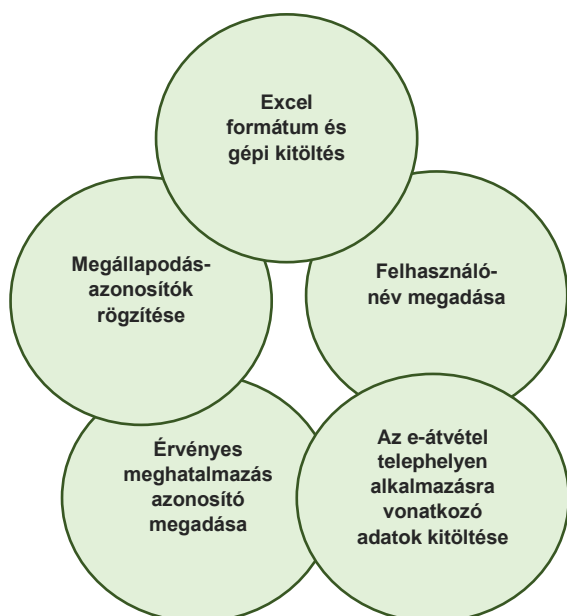 Excel
formátum és
gépi kitöltés
Megállapodás-
azonosítók
rögzítése
Felhasználó-
név megadása
Érvényes
meghatalmazás
azonosító
megadása
Az e-átvétel
telephelyen
alkalmazásra
vonatkozó
adatok kitöltése